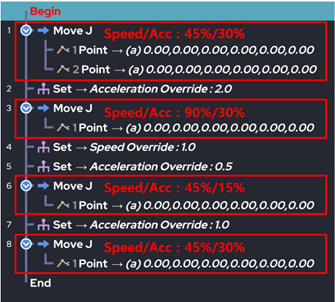 Begin
1 Move J Speed/Acc : 45%/30%
1 Point → (a) 0.00,0.00,0.00,0.00,0.00,0.00
2 Point → (a) 0.00,0.00,0.00,0.00,0.00,0.00
2 Set → Acceleration Override : 2.0
3 Move J Speed/Acc : 90%/30%
1 Point → (a) 0.00,0.00,0.00,0.00,0.00,0.00
4 Set → Speed Override : 1.0
5 Set → Acceleration Override : 0.5
6 Move J Speed/Acc : 45%/15%
1 Point → (a) 0.00,0.00,0.00,0.00,0.00,0.00
7 Set → Acceleration Override : 1.0
8 Move J Speed/Acc : 45%/30%
1 Point → (a) 0.00,0.00,0.00,0.00,0.00,0.00
End